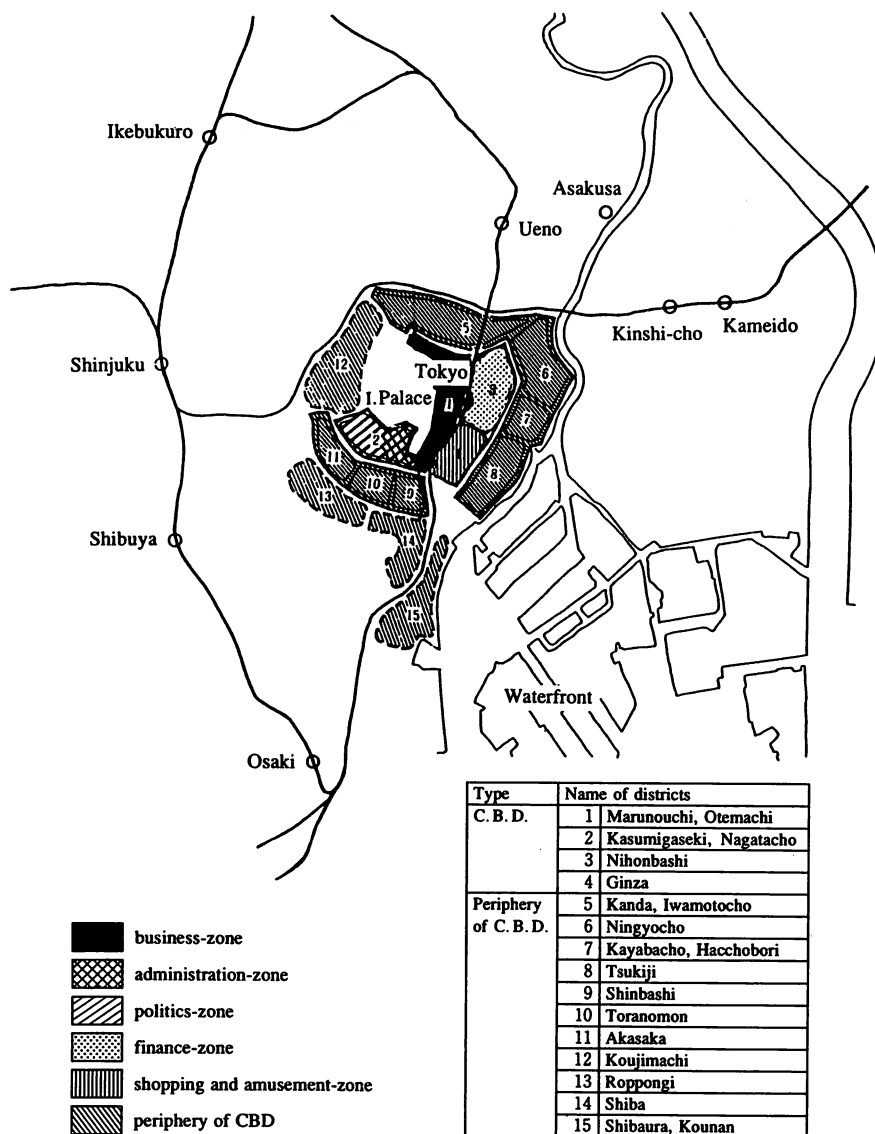 Ikebukuro
Asakusa
Ueno
Kinshi-cho
Kameido
5
Shinjuku
12
Tokyo
3
6
I. Palace
1
7
2
11
8
10
9
13
14
Shibuya
15
Waterfront
Osaki
Type Name of districts
C. B. D. 1 Marunouchi, Otemachi
2 Kasumigaseki, Nagatacho
3 Nihonbashi
4 Ginza
Periphery 5 Kanda, Iwamotocho
of C. B. D. 6 Ningyocho
7 Kayabacho, Hacchobori
8 Tsukiji
9 Shinbashi
10 Toranomon
11 Akasaka
12 Koujimachi
13 Roppongi
14 Shiba
15 Shibaura, Kounan
business-zone
administration-zone
politics-zone
finance-zone
shopping and amusement-zone
periphery of CBD